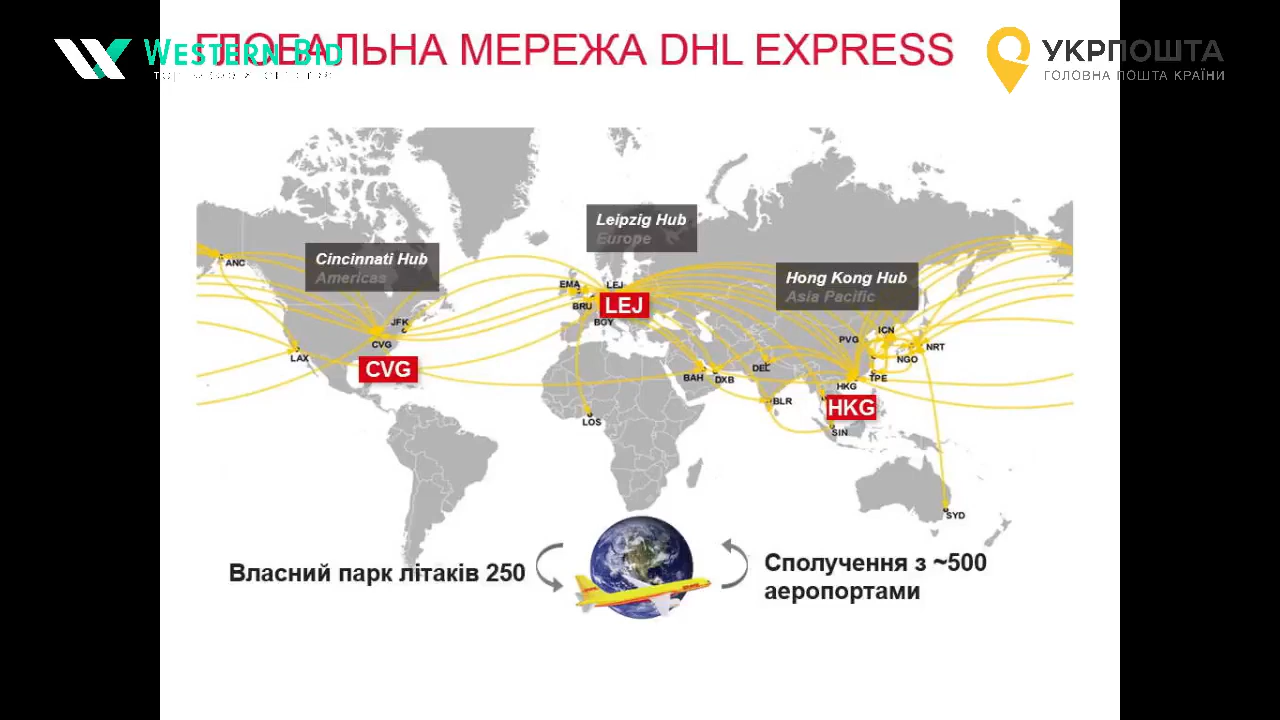 ГЛОБАЛЬНА МЕРЕЖА DHL EXPRESS
WESTERN BID
УКРПОШТА
ГОЛОВНА ПОШТА КРАЇНИ
Leipzig Hub
Europe
Cincinnati Hub
Americas
Hong Kong Hub
Asia Pacific
ANC
EMA
LEJ
BRU
LEJ
BGY
JFK
CVG
LAX
CVG
ICN
PVG
NRT
NGO
DEL
BAH
DXB
HKG
TPE
BLR
HKG
LOS
SIN
SYD
Власний парк літаків 250
Сполучення з ~500
аеропортами